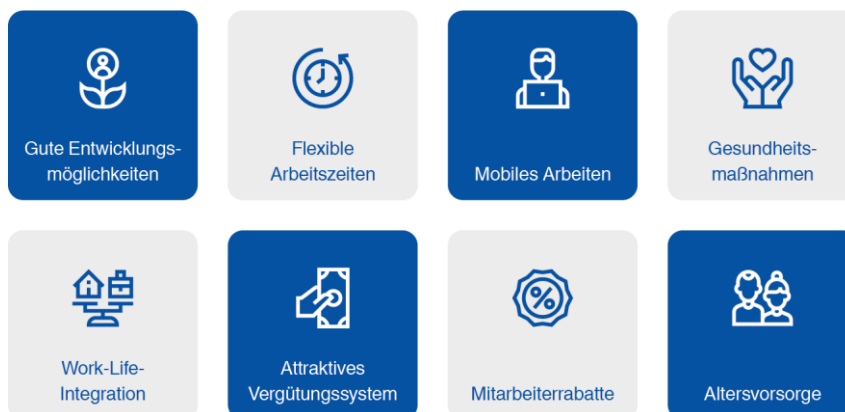 Gute Entwicklungs-
möglichkeiten
Flexible
Arbeitszeiten
Mobiles Arbeiten
Gesundheits-
maßnahmen
Work-Life-
Integration
Attraktives
Vergütungssystem
Mitarbeiterrabatte
Altersvorsorge